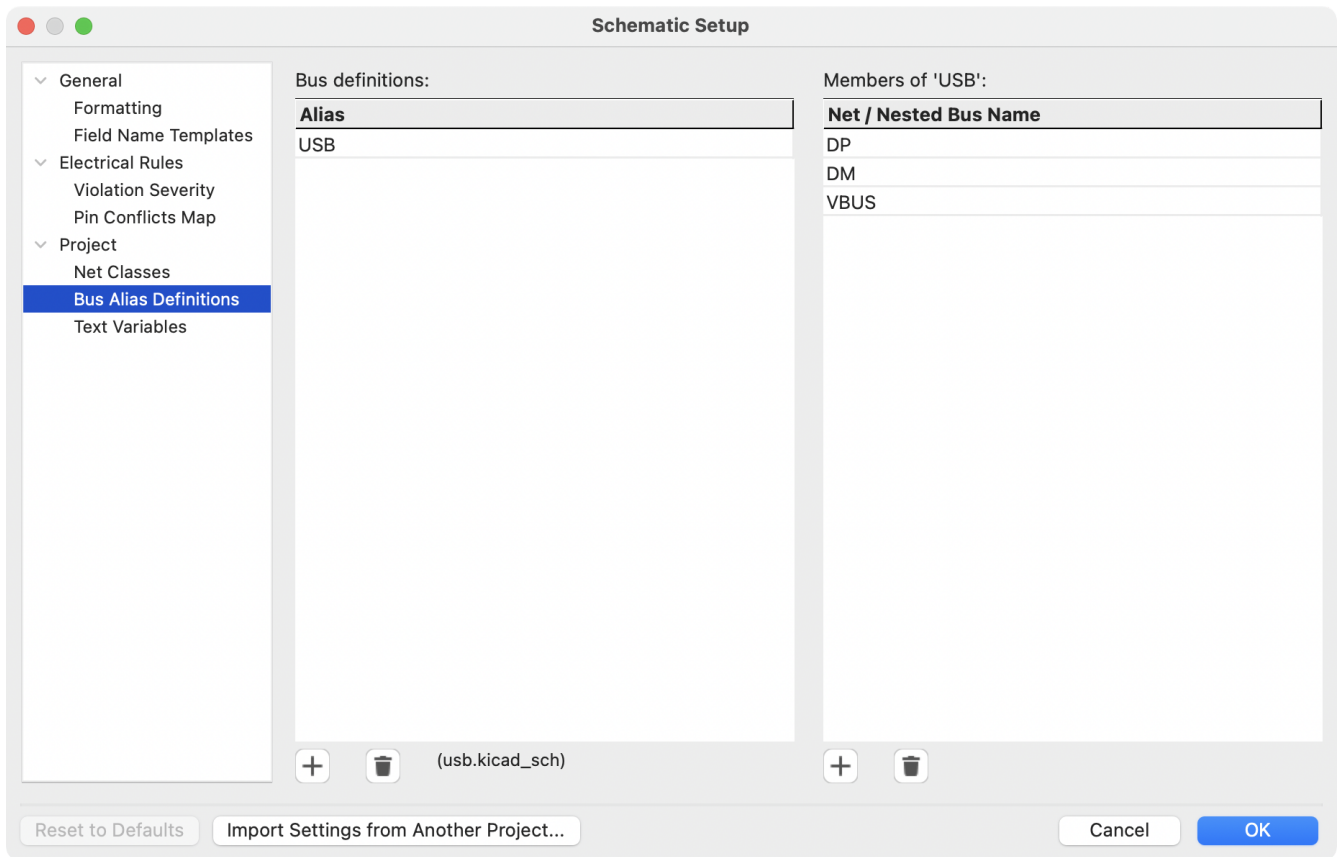 Schematic Setup
General
Formatting
Field Name Templates
Electrical Rules
Violation Severity
Pin Conflicts Map
Project
Net Classes
Bus Alias Definitions
Text Variables
Bus definitions:
Alias
USB
(usb.kicad_sch)
Members of 'USB':
Net / Nested Bus Name
DP
DM
VBUS
Reset to Defaults
Import Settings from Another Project...
Cancel
OK